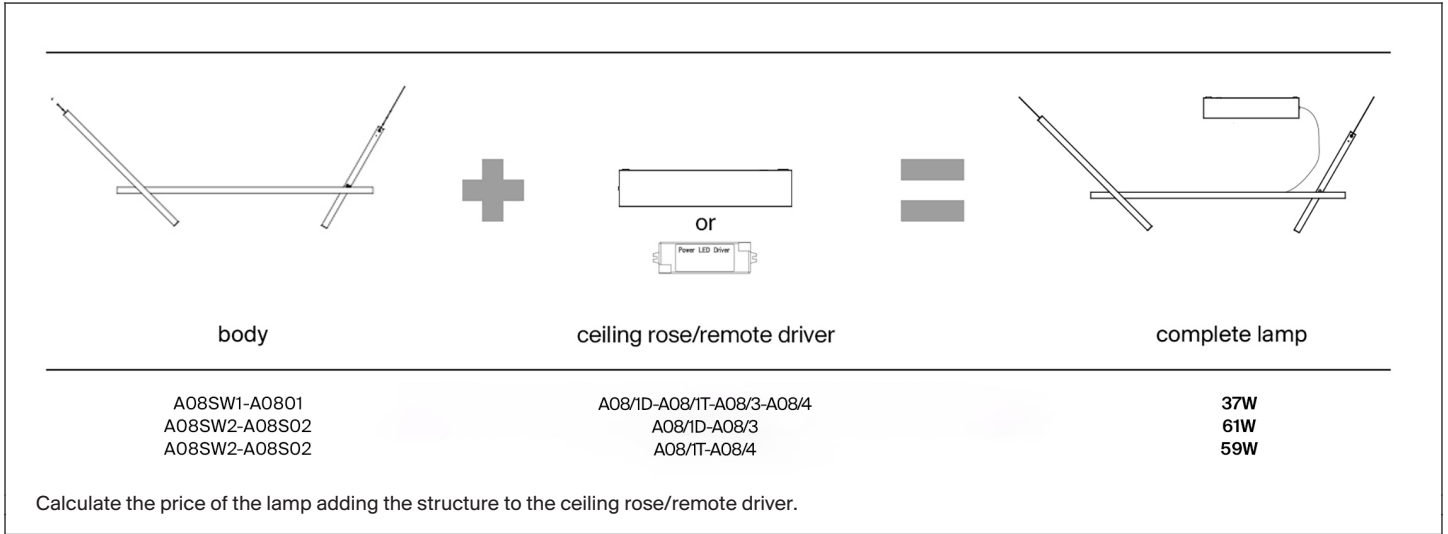 or
Power LED Driver
body
ceiling rose/remote driver
complete lamp
A08SW1-A0801
A08/1D-A08/1T-A08/3-A08/4
37W
A08SW2-A08S02
A08/1D-A08/3
61W
A08SW2-A08S02
A08/1T-A08/4
59W
Calculate the price of the lamp adding the structure to the ceiling rose/remote driver.